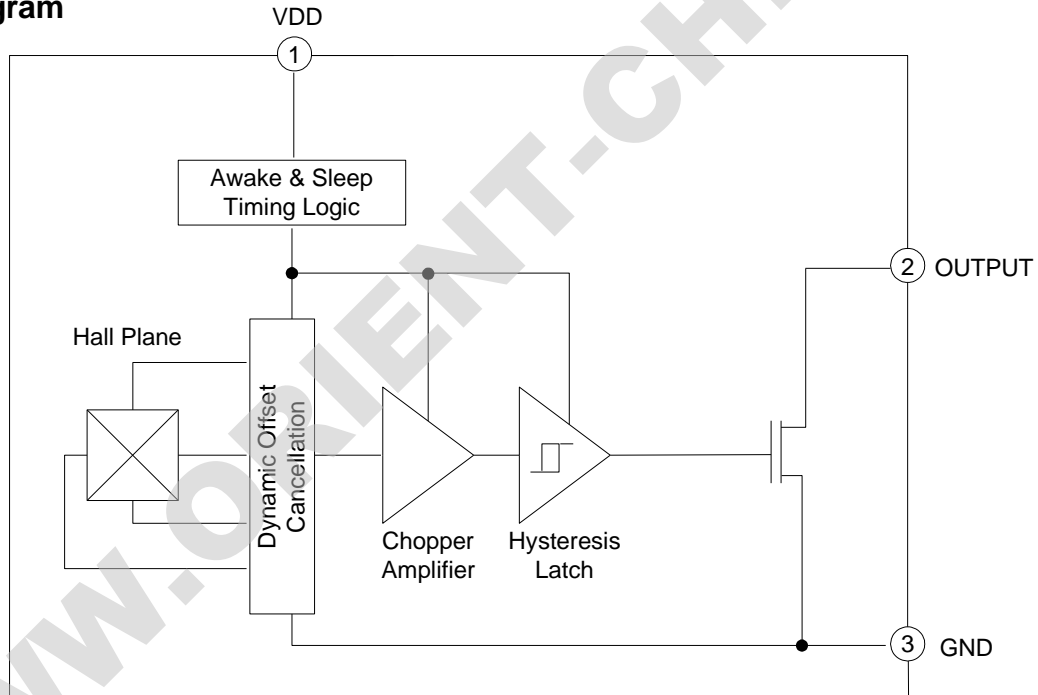 gram
VDD
1
Awake & Sleep
Timing Logic
2 OUTPUT
Hall Plane
Dynamic Offset
Cancellation
Chopper
Amplifier
Hysteresis
Latch
3 GND
WW.ORIENT-CH